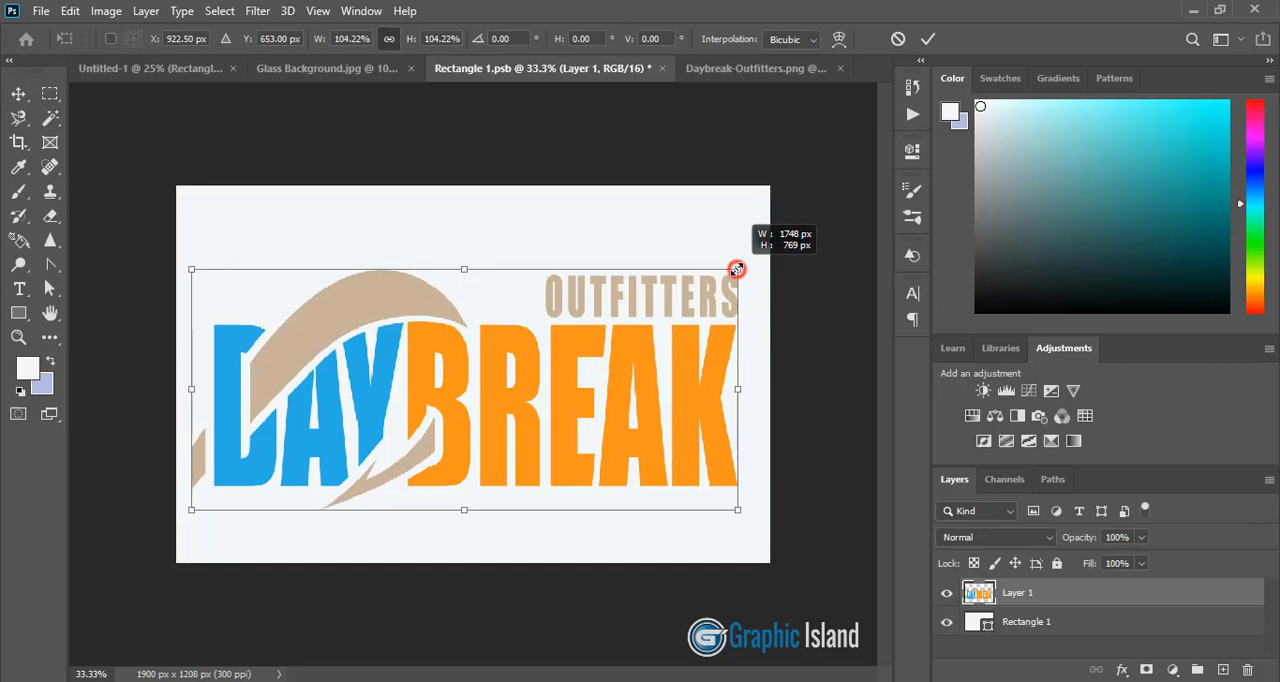 Ps File Edit Image Layer Type Select Filter 3D View Window Help
X: 922.50 px Y: 653.00 px W: 104.22% H: 104.22% 0.00 ° H: 0.00 ° V: 0.00 ° Interpolation: Bicubic
Untitled-1 @ 25% (Rectangl... × Glass Background.jpg @ 10... × Rectangle 1.psb @ 33.3% (Layer 1, RGB/16) * × Daybreak-Outfitters.png @... ×
Color Swatches Gradients Patterns
W: 1748 px
H: 769 px
OUTFITTERS
DAYBREAK
Learn Libraries Adjustments
Add an adjustment
Layers Channels Paths
Kind
Normal Opacity: 100%
Lock: Fill: 100%
Layer 1
Rectangle 1
Graphic Island
33.33% 1900 px x 1208 px (300 ppi)